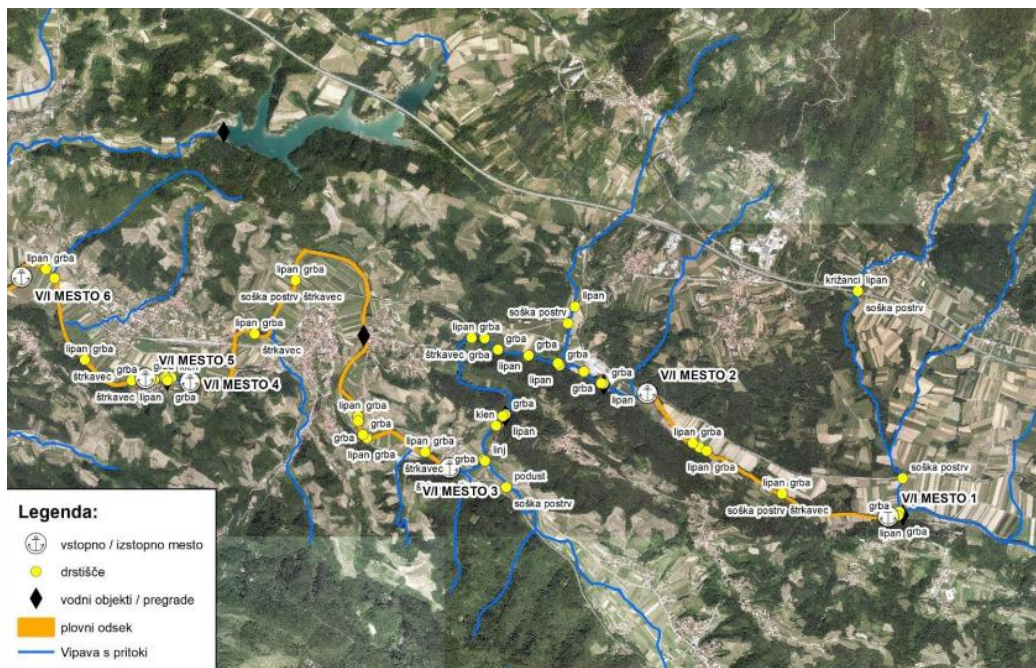 lipan grba
V/I MESTO 6
lipan grba
štrkavec
grba
V/I MESTO 5
štrkavec
lipan
grba
V/I MESTO 4
lipan grba
soška postrv štrkavec
lipan grba
štrkavec
lipan grba
grba
lipan grba
lipan grba
štrkavec
grba
V/I MESTO 3
lipan grba
štrkavec grba
lipan
soška postrv
lipan
grba
lipan
grba
grba
lipan
V/I MESTO 2
grba
klen
lipan
linj
podust
soška postrv
lipan grba
lipan grba
lipan grba
soška postrv štrkavec
križanci lipan
soška postrv
soška postrv
grba
V/I MESTO 1
lipan grba
Legenda:
vstopno / izstopno mesto
drstišče
vodni objekti / pregrade
plovni odsek
Vipava s pritoki